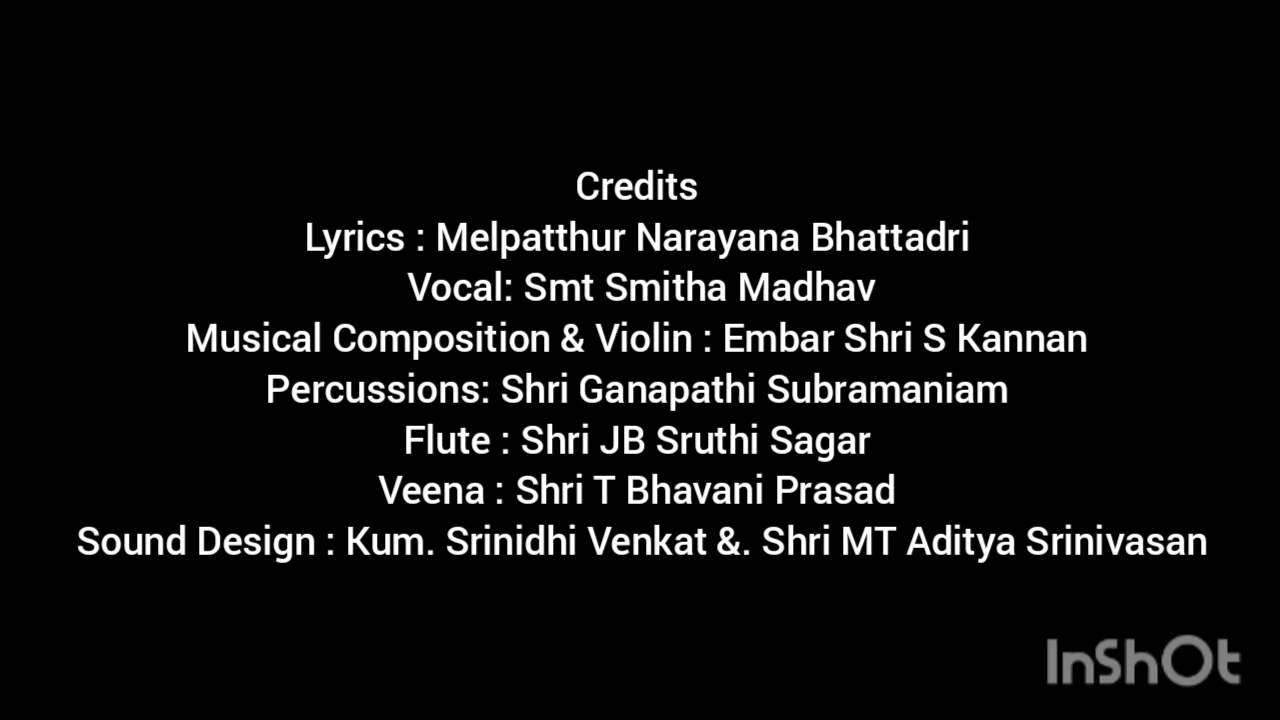 Credits
Lyrics : Melpatthur Narayana Bhattadri
Vocal: Smt Smitha Madhav
Musical Composition & Violin : Embar Shri S Kannan
Percussions: Shri Ganapathi Subramaniam
Flute : Shri JB Sruthi Sagar
Veena : Shri T Bhavani Prasad
Sound Design : Kum. Srinidhi Venkat &. Shri MT Aditya Srinivasan
InShOt